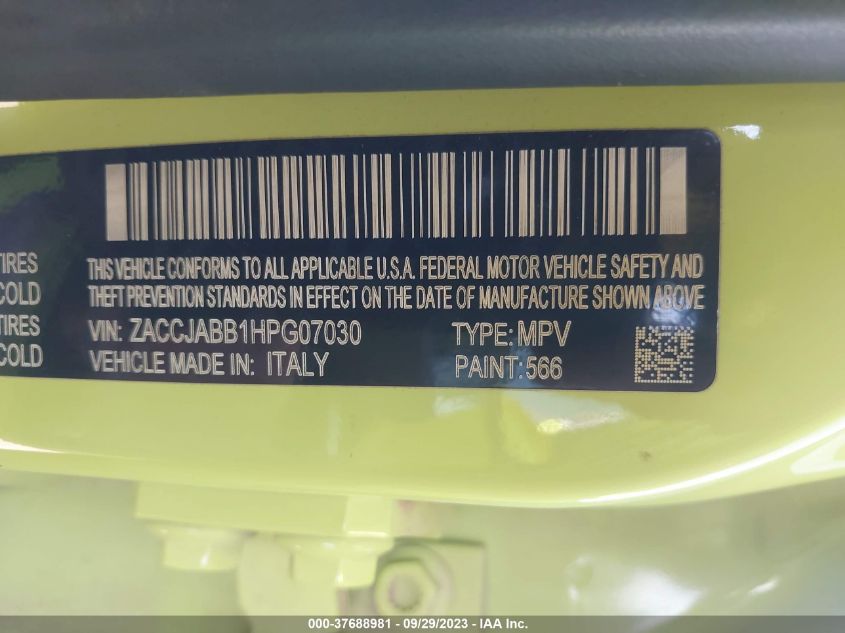 TIRES
COLD
TIRES
COLD
THIS VEHICLE CONFORMS TO ALL APPLICABLE U.S.A. FEDERAL MOTOR VEHICLE SAFETY AND
THEFT PREVENTION STANDARDS IN EFFECT ON THE DATE OF MANUFACTURE SHOWN ABOVE
VIN: ZACCJABB1HPG07030 TYPE: MPV
VEHICLE MADE IN: ITALY PAINT: 566
000-37688981 - 09/29/2023 - IAA Inc.